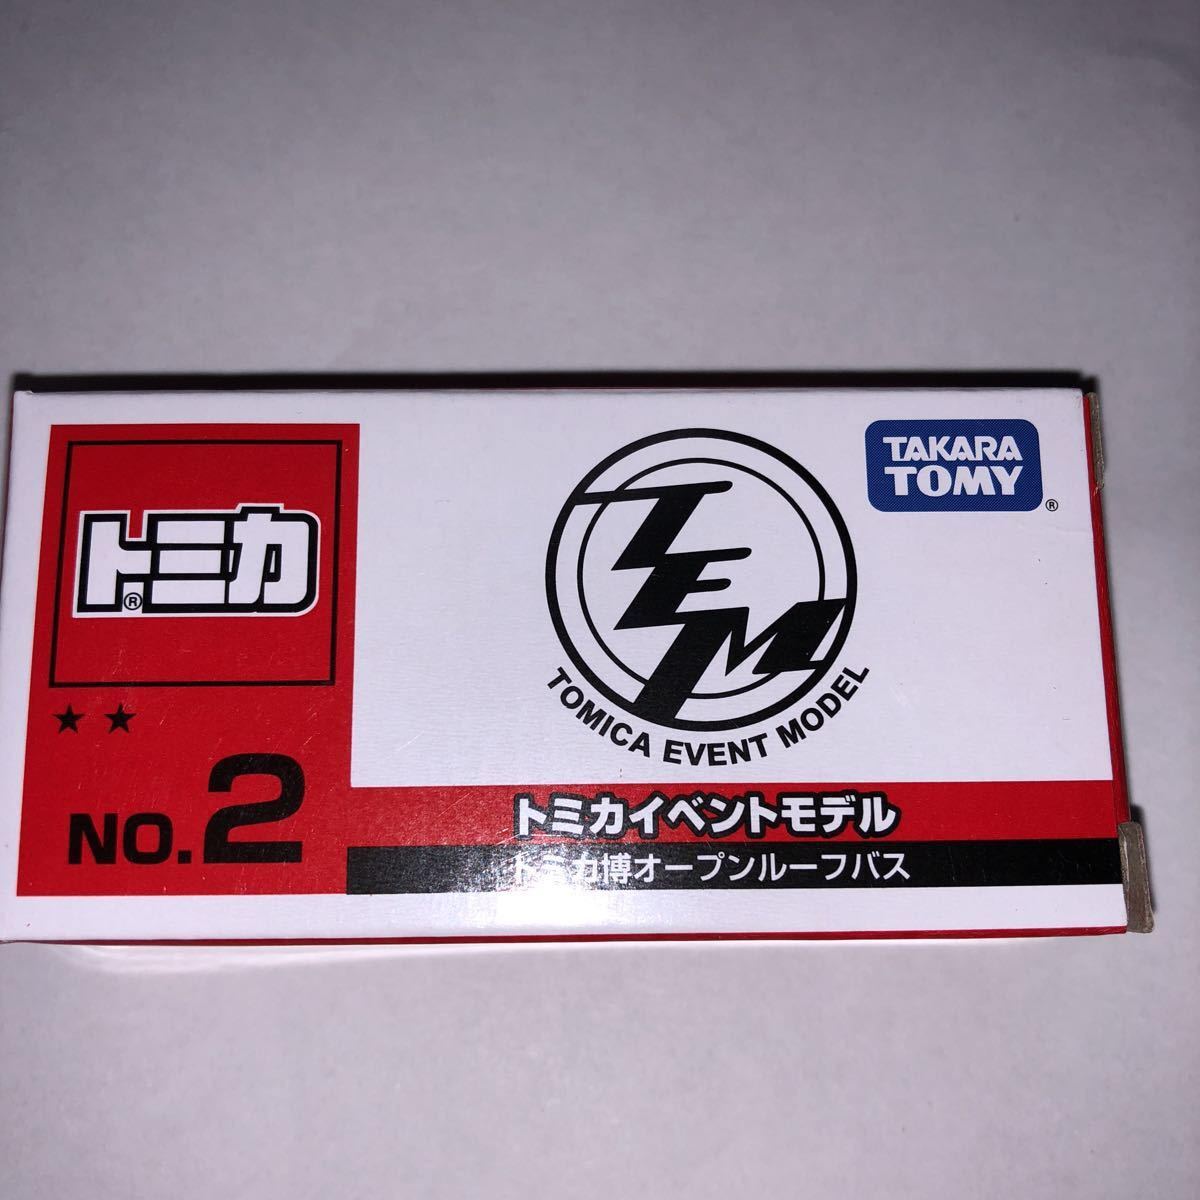 トミカ®
★★
NO.2
TEM
TOMICA EVENT MODEL
TAKARA
TOMY®
トミカイベントモデル
トミカ博オープンルーフバス